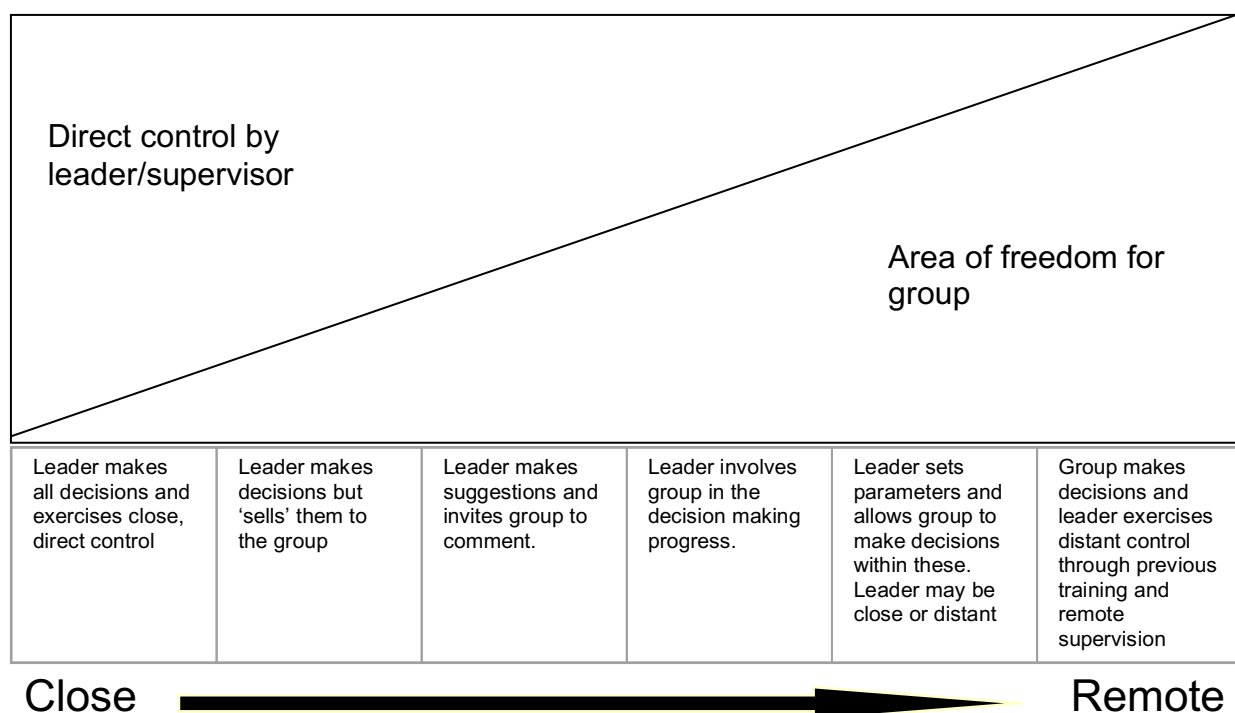 Direct control by
leader/supervisor
Area of freedom for
group
Leader makes
all decisions and
exercises close,
direct control
Leader makes
decisions but
‘sells’ them to
the group
Leader makes
suggestions and
invites group to
comment.
Leader involves
group in the
decision making
progress.
Leader sets
parameters and
allows group to
make decisions
within these.
Leader may be
close or distant
Group makes
decisions and
leader exercises
distant control
through previous
training and
remote
supervision
Close
Remote